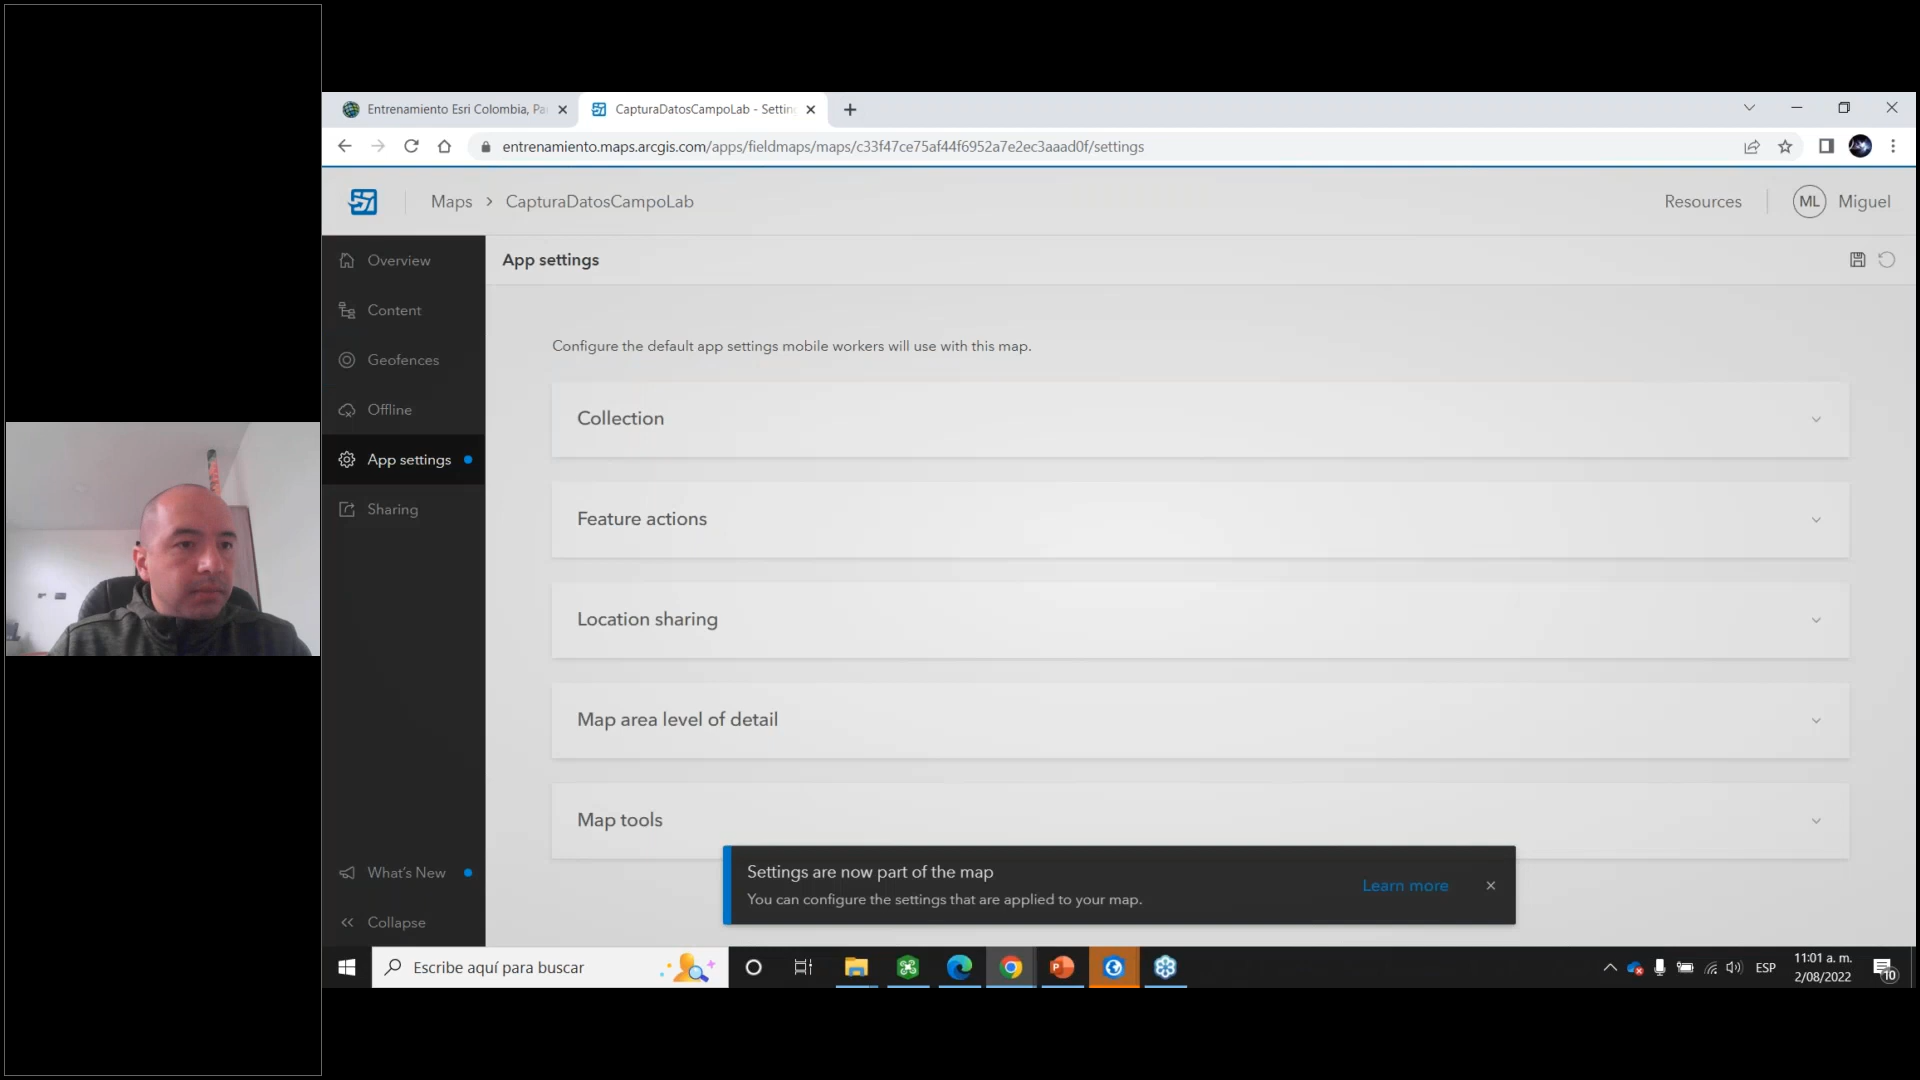 Entrenamiento Esri Colombia, Pa
CapturaDatosCampoLab - Settin
entrenamiento.maps.arcgis.com/apps/fieldmaps/maps/c33f47ce75af44f6952a7e2ec3aaad0f/settings
Maps > CapturaDatosCampoLab
Resources
ML
Miguel
Overview
Content
Geofences
Offline
App settings
Sharing
What's New
Collapse
App settings
Configure the default app settings mobile workers will use with this map.
Collection
Feature actions
Location sharing
Map area level of detail
Map tools
Settings are now part of the map
You can configure the settings that are applied to your map.
Learn more
Escribe aquí para buscar
ESP
11:01 a. m.
2/08/2022
10